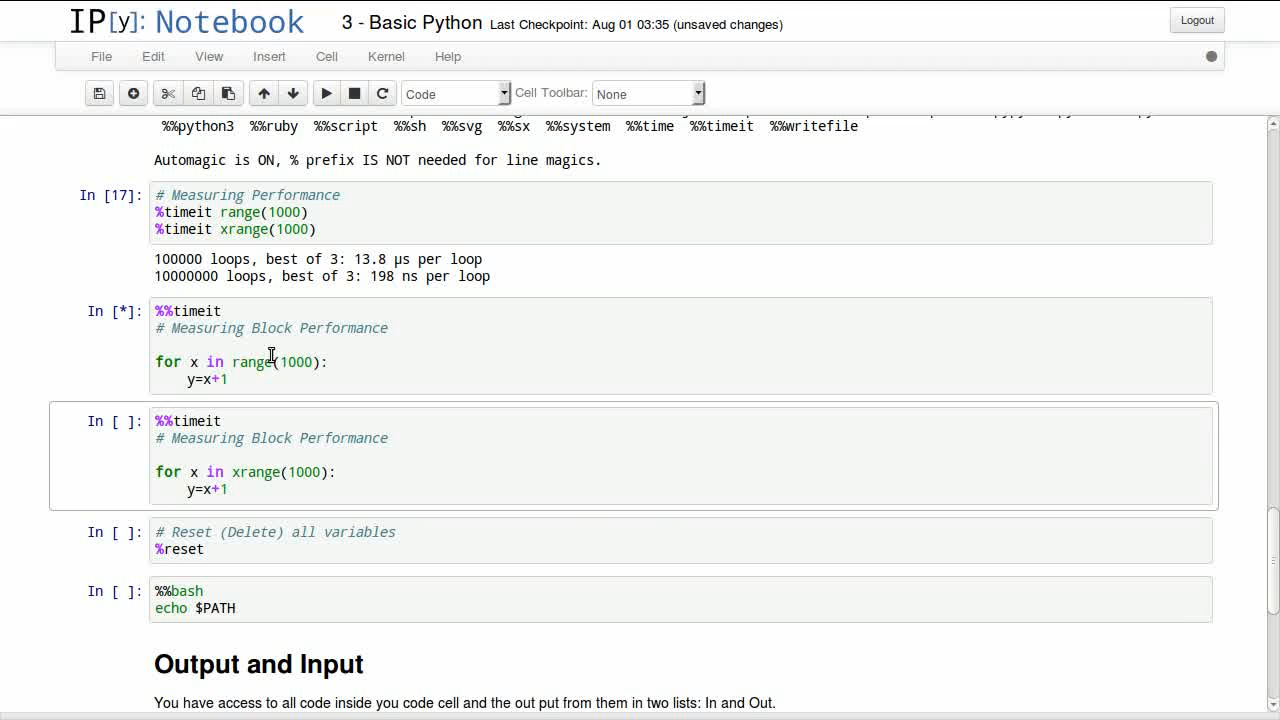 IP[y]: Notebook 3 - Basic Python Last Checkpoint: Aug 01 03:35 (unsaved changes) Logout
File Edit View Insert Cell Kernel Help
Code Cell Toolbar: None
%%python3 %%ruby %%script %%sh %%svg %%sx %%system %%time %%timeit %%writefile
Automagic is ON, % prefix IS NOT needed for line magics.
In [17]: # Measuring Performance
%timeit range(1000)
%timeit xrange(1000)
100000 loops, best of 3: 13.8 µs per loop
10000000 loops, best of 3: 198 ns per loop
In [*]: %%timeit
# Measuring Block Performance
for x in range(1000):
y=x+1
In [ ]: %%timeit
# Measuring Block Performance
for x in xrange(1000):
y=x+1
In [ ]: # Reset (Delete) all variables
%reset
In [ ]: %%bash
echo $PATH
Output and Input
You have access to all code inside you code cell and the out put from them in two lists: In and Out.